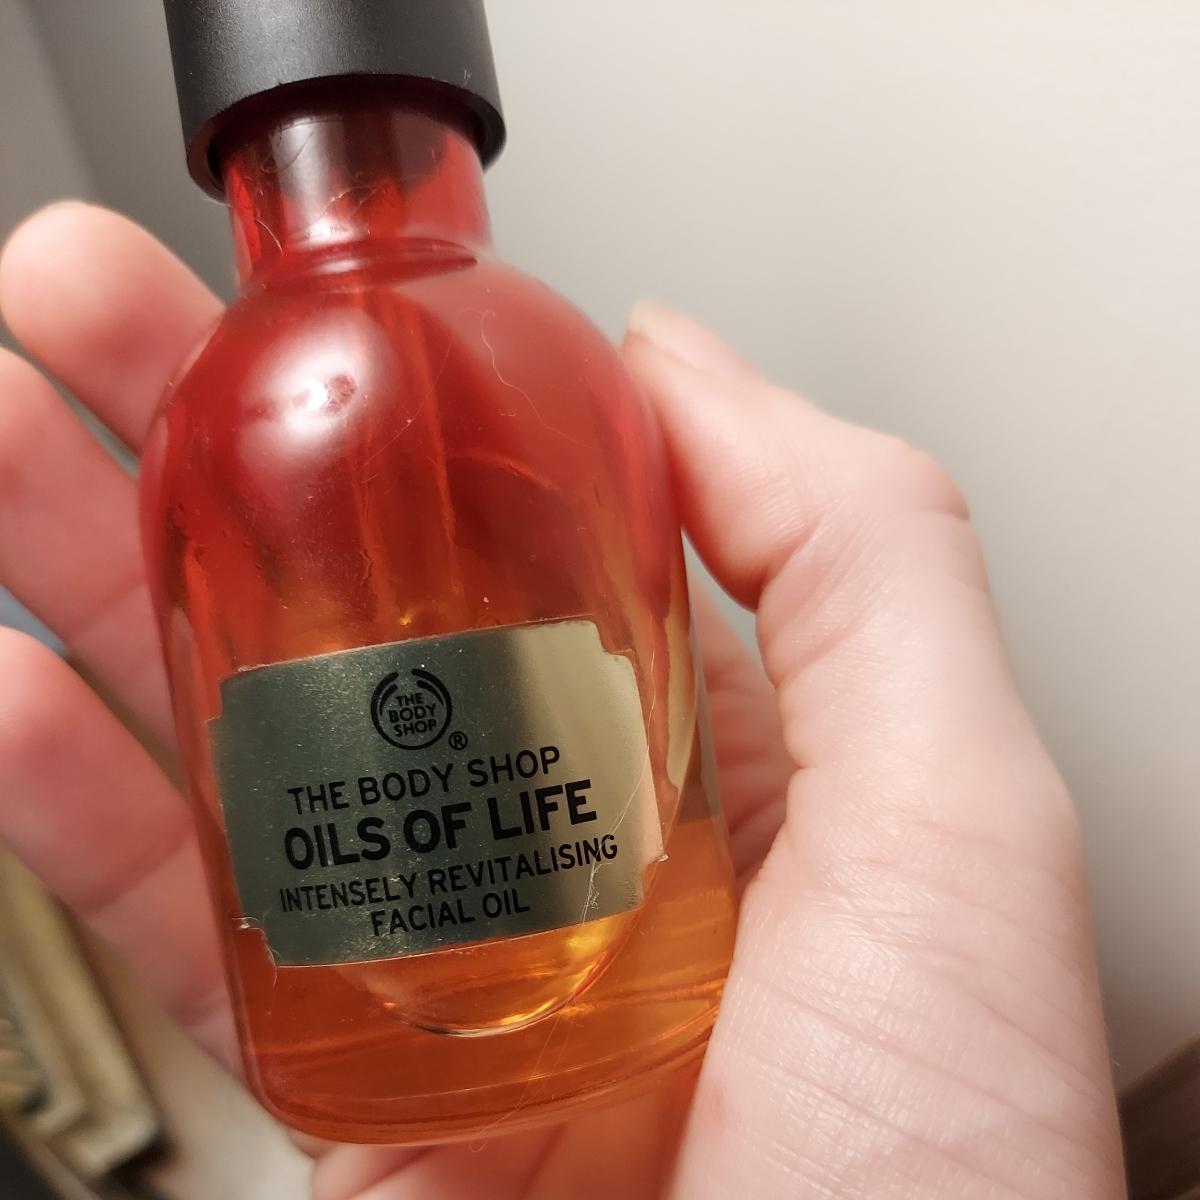 THE
BODY
SHOP
®
THE BODY SHOP
OILS OF LIFE
INTENSELY REVITALISING
FACIAL OIL